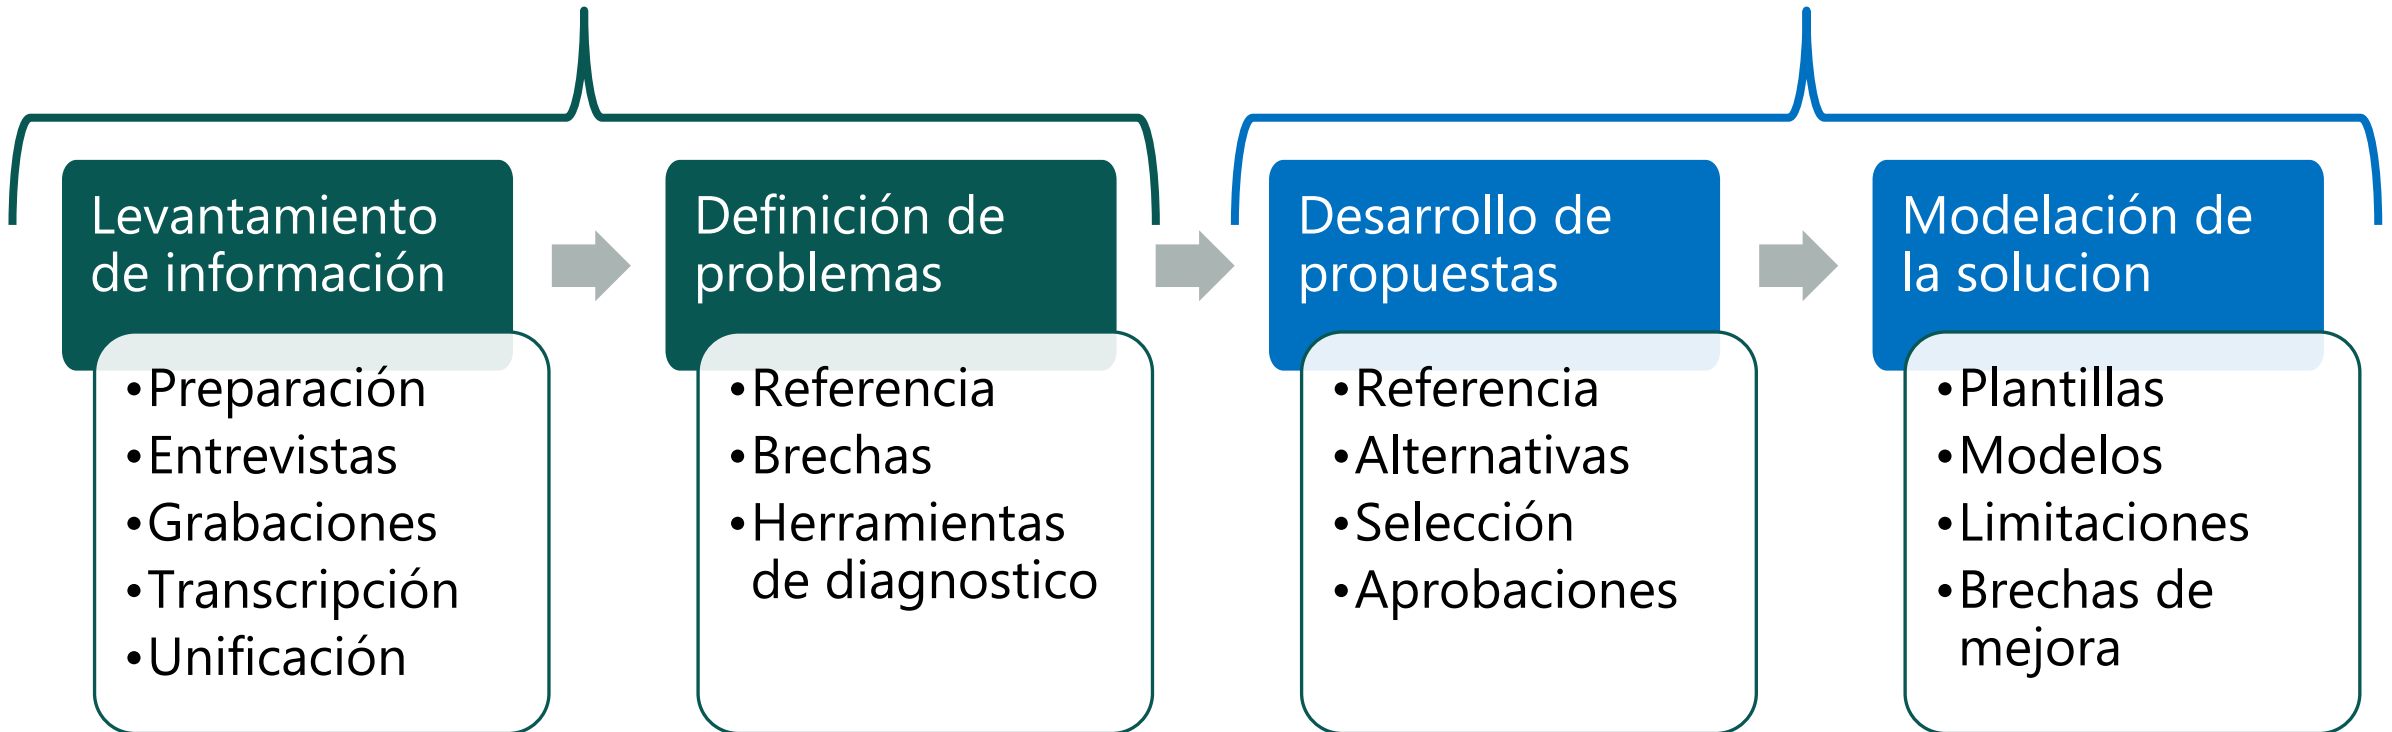 Levantamiento
de información
•Preparación
•Entrevistas
•Grabaciones
•Transcripción
•Unificación
Definición de
problemas
•Referencia
•Brechas
•Herramientas
de diagnostico
Desarrollo de
propuestas
•Referencia
•Alternativas
•Selección
•Aprobaciones
Modelación de
la solucion
•Plantillas
•Modelos
•Limitaciones
•Brechas de
mejora